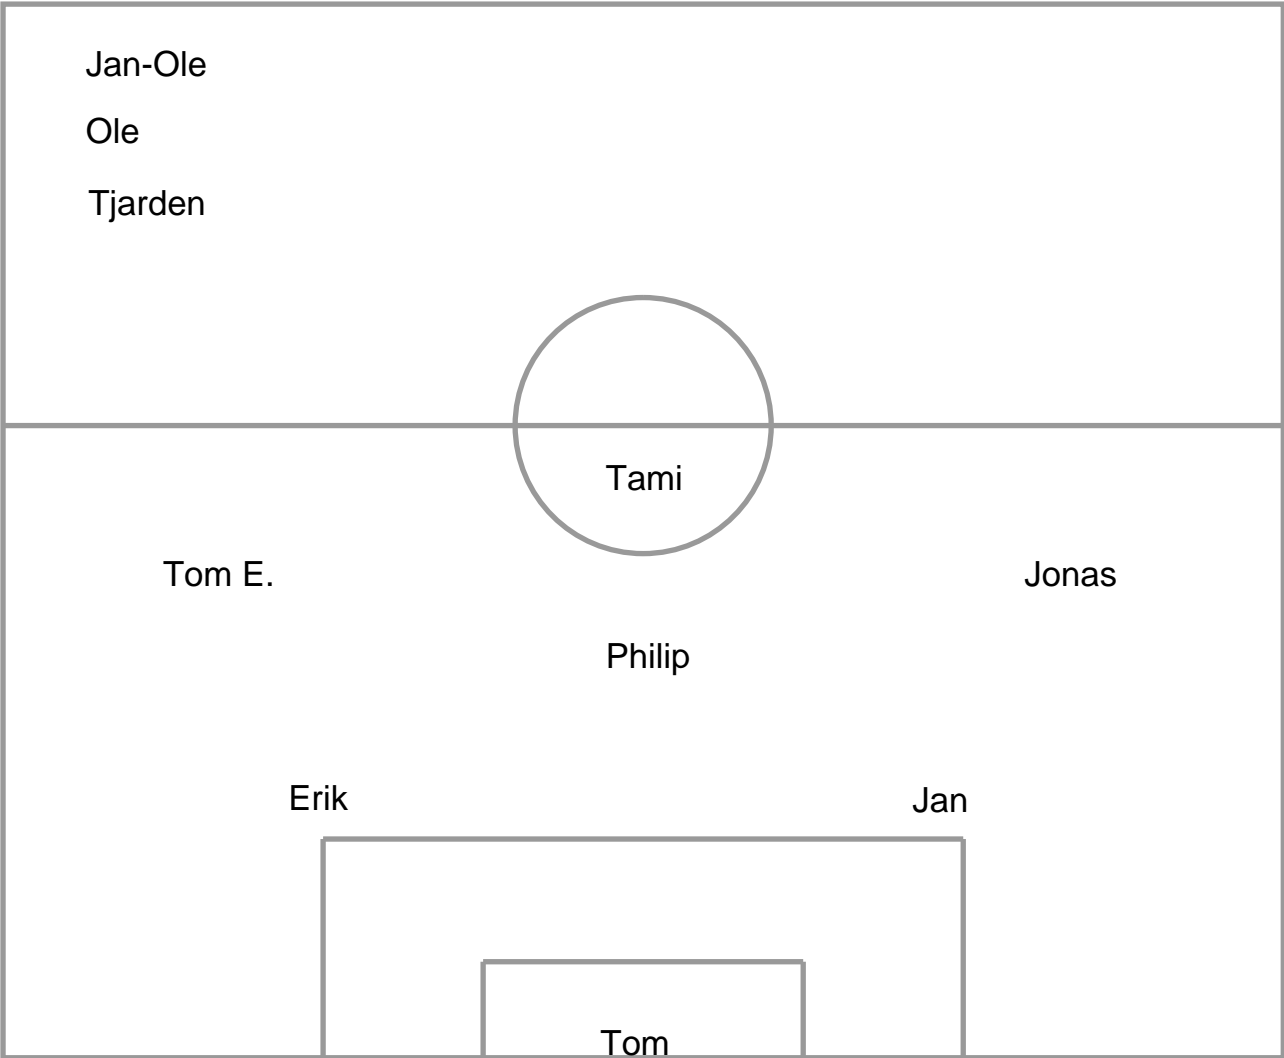 Jan-Ole
Ole
Tjarden
Tami
Tom E.
Jonas
Philip
Erik
Jan
Tom